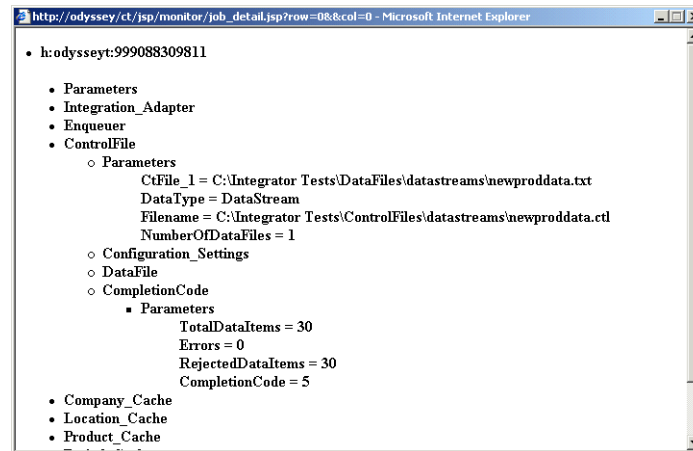 http://odyssey/ct/jsp/monitor/job_detail.jsp?row=0&&col=0 - Microsoft Internet Explorer
h:odysseyt:999088309811
Parameters
Integration_Adapter
Enqueuer
ControlFile
Parameters
CtFile_1 = C:\Integrator Tests\DataFiles\datastreams\newproddata.txt
DataType = DataStream
Filename = C:\Integrator Tests\ControlFiles\datastreams\newproddata.ctl
NumberOfDataFiles = 1
Configuration_Settings
DataFile
CompletionCode
Parameters
TotalDataItems = 30
Errors = 0
RejectedDataItems = 30
CompletionCode = 5
Company_Cache
Location_Cache
Product_Cache